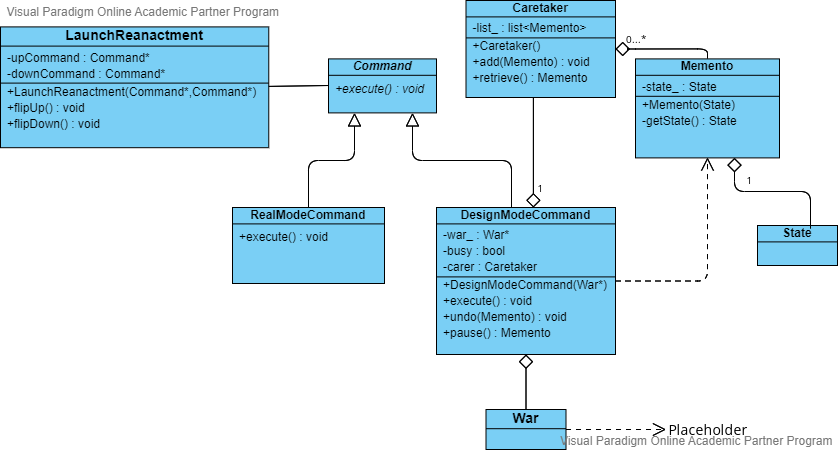 Visual Paradigm Online Academic Partner Program
LaunchReanactment
-upCommand : Command*
-downCommand : Command*
+LaunchReanactment(Command*,Command*)
+flipUp() : void
+flipDown() : void
Command
+execute() : void
Caretaker
-list_ : list<Memento>
+Caretaker()
+add(Memento) : void
+retrieve() : Memento
0...*
Memento
-state_ : State
+Memento(State)
-getState() : State
1
State
1
RealModeCommand
+execute() : void
DesignModeCommand
-war_ : War*
-busy : bool
-carer : Caretaker
+DesignModeCommand(War*)
+execute() : void
+undo(Memento) : void
+pause() : Memento
War
Placeholder
Visual Paradigm Online Academic Partner Program